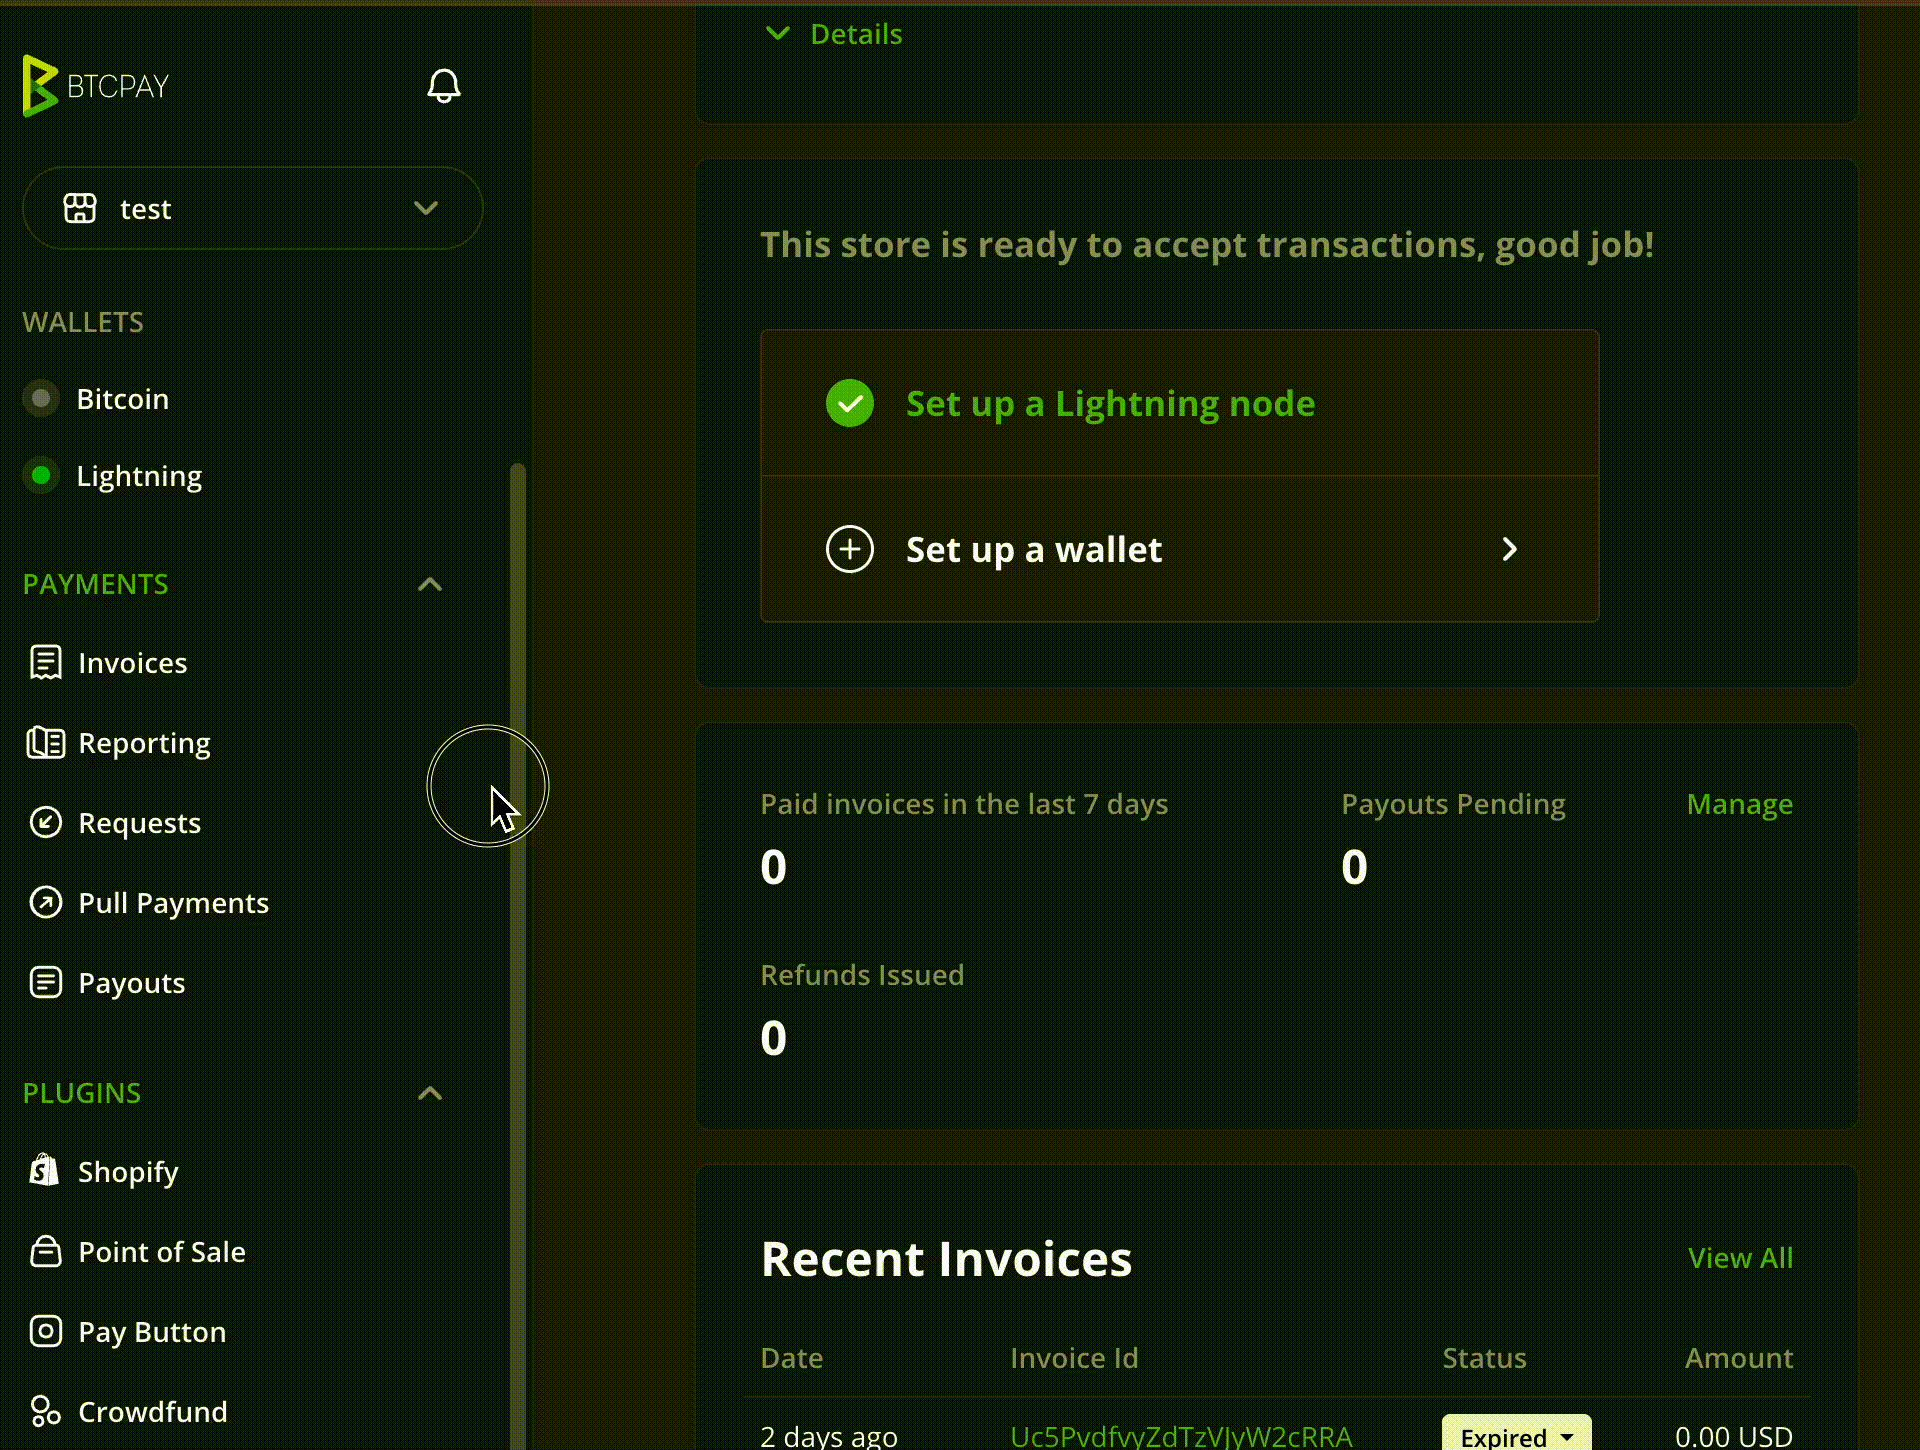 BTCPAY
test
WALLETS
Bitcoin
Lightning
PAYMENTS
Invoices
Reporting
Requests
Pull Payments
Payouts
PLUGINS
Shopify
Point of Sale
Pay Button
Crowdfund
Details
This store is ready to accept transactions, good job!
Set up a Lightning node
Set up a wallet
Paid invoices in the last 7 days
0
Payouts Pending
Manage
0
Refunds Issued
0
Recent Invoices
View All
Date Invoice Id Status Amount
2 days ago Uc5PvdfvyZdTzVJyW2cRRA Expired 0.00 USD